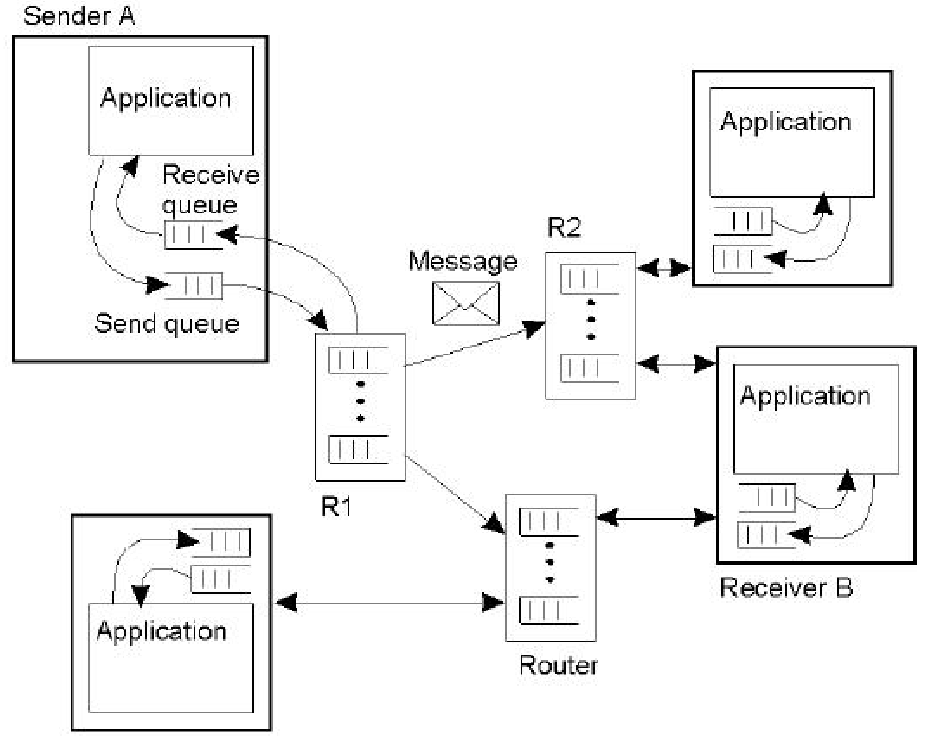 Sender A
Application
Receive
queue
Send queue
Message
R2
Application
R1
Application
Receiver B
Application
Router